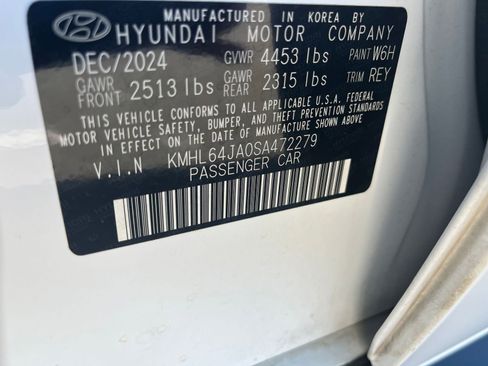 MANUFACTURED IN KOREA BY
HYUNDAI MOTOR COMPANY
DEC/2024 GVWR 4453 lbs PAINT W6H
GAWR FRONT 2513 lbs GAWR REAR 2315 lbs TRIM REY
THIS VEHICLE CONFORMS TO ALL APPLICABLE U.S. FEDERAL
MOTOR VEHICLE SAFETY, BUMPER, AND THEFT PREVENTION STANDARDS
IN EFFECT ON THE DATE OF MANUFACTURE SHOWN ABOVE.
V.I.N KMHL64JA0SA472279
PASSENGER CAR